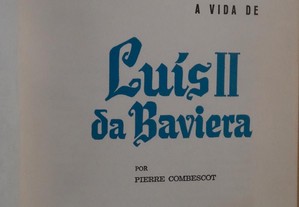 A VIDA DE
Luís II
da Baviera
POR
PIERRE COMBESCOT